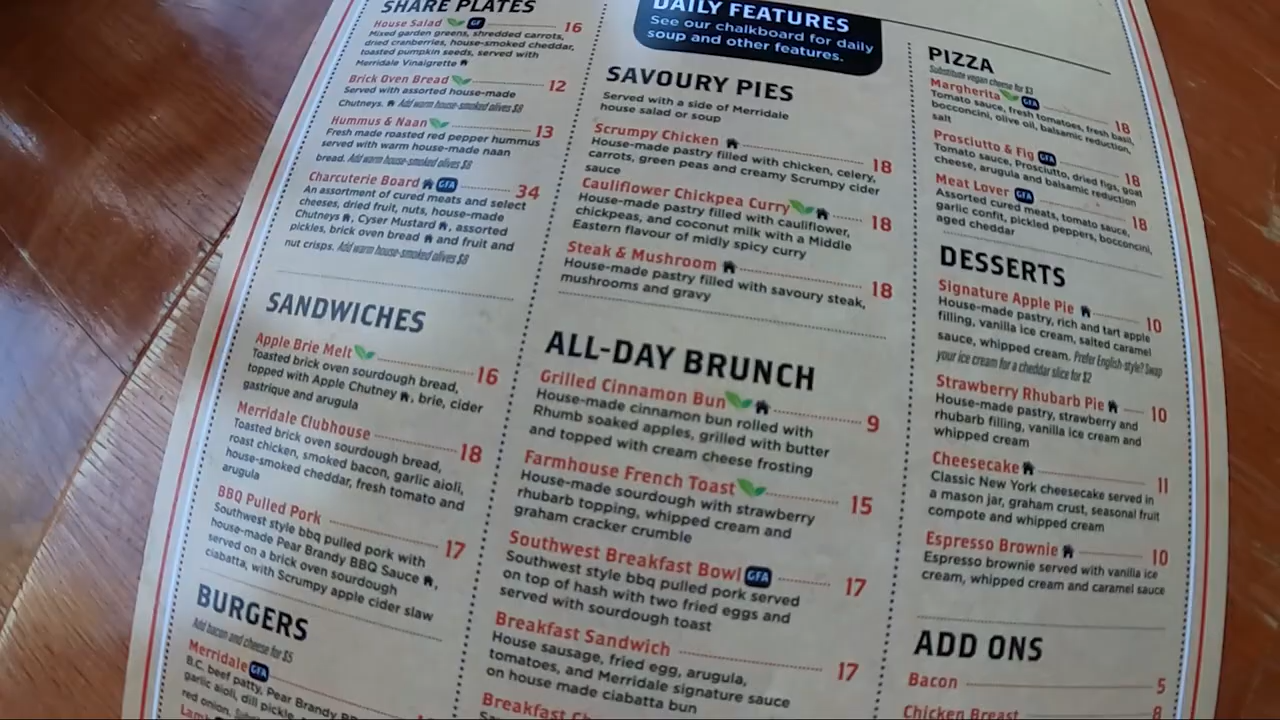 SHARE PLATES
House Salad GF 16
Mixed garden greens, shredded carrots,
dried cranberries, house-smoked cheddar,
toasted pumpkin seeds, served with
Merridale Vinaigrette
Brick Oven Bread 12
Served with assorted house-made
Chutneys. Add warm house-smoked olives $8
Hummus & Naan 13
Fresh made roasted red pepper hummus
served with warm house-made naan
bread. Add warm house-smoked olives $8
Charcuterie Board GFA 34
An assortment of cured meats and select
cheeses, dried fruit, nuts, house-made
Chutneys, Cyser Mustard, assorted
pickles, brick oven bread and fruit and
nut crisps. Add warm house-smoked olives $8
SANDWICHES
Apple Brie Melt 16
Toasted brick oven sourdough bread,
topped with Apple Chutney, brie, cider
gastrique and arugula
Merridale Clubhouse 18
Toasted brick oven sourdough bread,
roast chicken, smoked bacon, garlic aioli,
house-smoked cheddar, fresh tomato and
arugula
BBQ Pulled Pork 17
Southwest style bbq pulled pork with
house-made Pear Brandy BBQ Sauce,
served on a brick oven sourdough
ciabatta, with Scrumpy apple cider slaw
BURGERS
Add bacon and cheese for $5
Merridale GFA
B.C. beef patty, Pear Brandy
garlic aioli, dill pickle,
red onion.
DAILY FEATURES
See our chalkboard for daily
soup and other features.
SAVOURY PIES
Served with a side of Merridale
house salad or soup
Scrumpy Chicken 18
House-made pastry filled with chicken, celery,
carrots, green peas and creamy Scrumpy cider
sauce
Cauliflower Chickpea Curry 18
House-made pastry filled with cauliflower,
chickpeas, and coconut milk with a Middle
Eastern flavour of midly spicy curry
Steak & Mushroom 18
House-made pastry filled with savoury steak,
mushrooms and gravy
ALL-DAY BRUNCH
Grilled Cinnamon Bun 9
House-made cinnamon bun rolled with
Rhumb soaked apples, grilled with butter
and topped with cream cheese frosting
Farmhouse French Toast 15
House-made sourdough with strawberry
rhubarb topping, whipped cream and
graham cracker crumble
Southwest Breakfast Bowl GFA 17
Southwest style bbq pulled pork served
on top of hash with two fried eggs and
served with sourdough toast
Breakfast Sandwich 17
House sausage, fried egg, arugula,
tomatoes, and Merridale signature sauce
on house made ciabatta bun
Breakfast
PIZZA
Substitute vegan cheese for $3
Margherita GFA 18
Tomato sauce, fresh tomatoes, fresh basil,
bocconcini, olive oil, balsamic reduction,
salt
Prosciutto & Fig GFA 18
Tomato sauce, Prosciutto, dried figs, goat
cheese, arugula and balsamic reduction
Meat Lover GFA 18
Assorted cured meats, tomato sauce,
garlic confit, pickled peppers, bocconcini,
aged cheddar
DESSERTS
Signature Apple Pie 10
House-made pastry, rich and tart apple
filling, vanilla ice cream, salted caramel
sauce, whipped cream. Prefer English-style? Swap
your ice cream for a cheddar slice for $2
Strawberry Rhubarb Pie 10
House-made pastry, strawberry and
rhubarb filling, vanilla ice cream and
whipped cream
Cheesecake 11
Classic New York cheesecake served in
a mason jar, graham crust, seasonal fruit
compote and whipped cream
Espresso Brownie 10
Espresso brownie served with vanilla ice
cream, whipped cream and caramel sauce
ADD ONS
Bacon 5
Chicken Breast 8